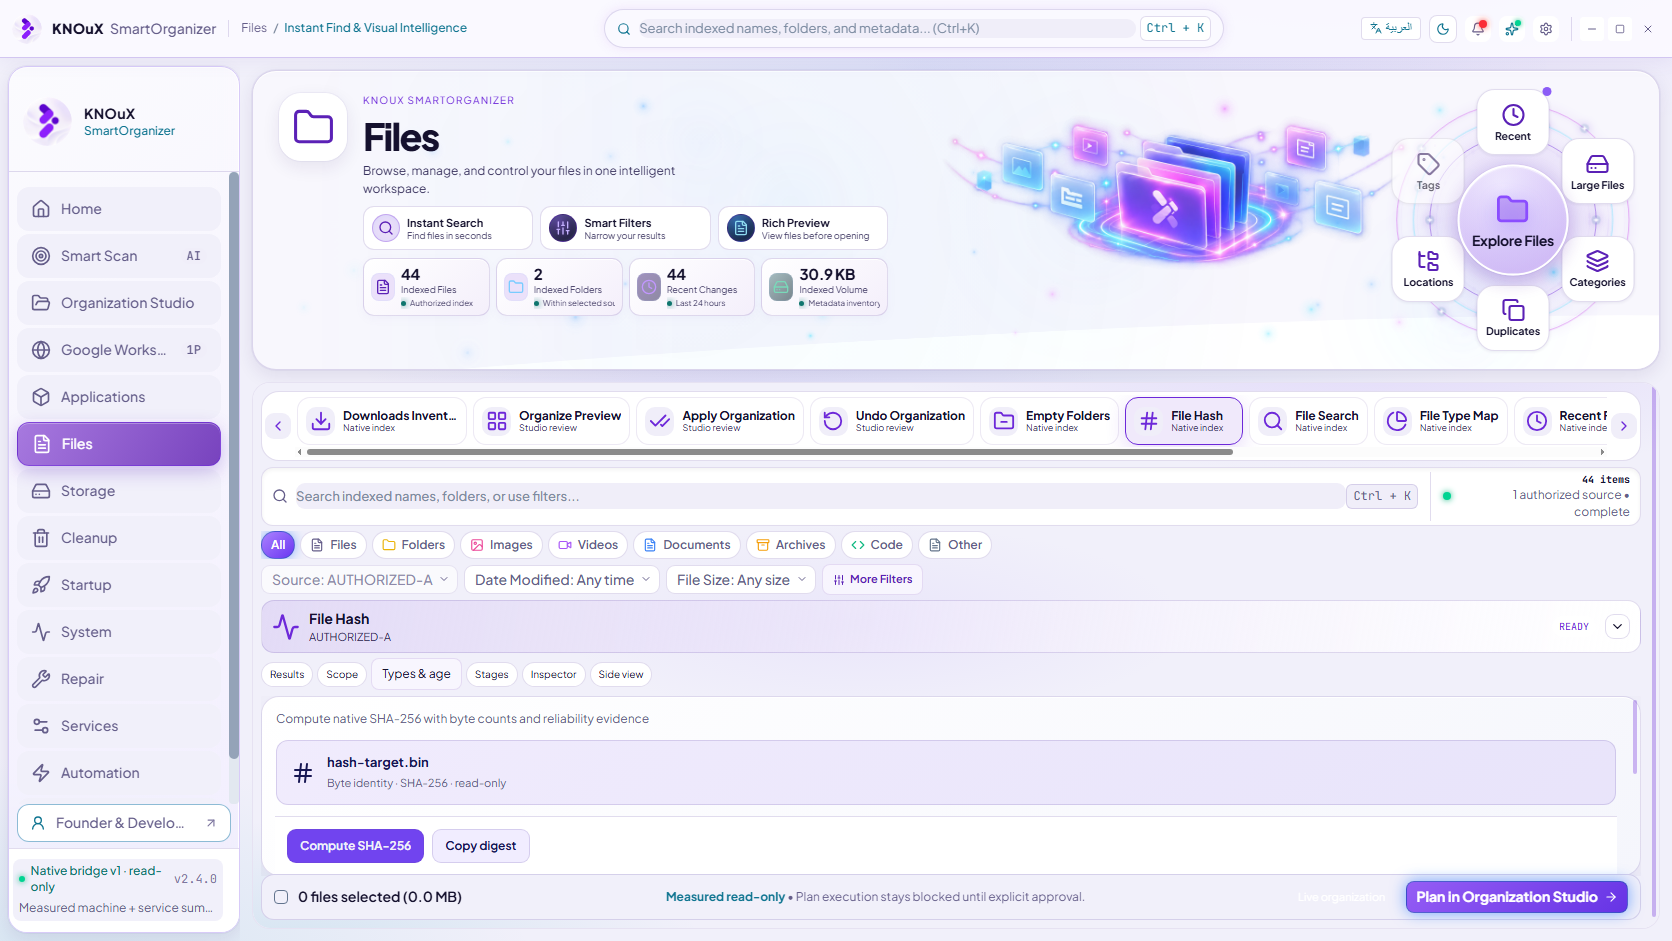 KNOuX SmartOrganizer
Files / Instant Find & Visual Intelligence
Search indexed names, folders, and metadata... (Ctrl+K)
Ctrl + K
العربية
KNOuX
SmartOrganizer
Home
Smart Scan AI
Organization Studio
Google Works... 1P
Applications
Files
Storage
Cleanup
Startup
System
Repair
Services
Automation
Founder & Develo...
Native bridge v1 · read-
only
v2.4.0
Measured machine + service sum...
KNOUX SMARTORGANIZER
Files
Browse, manage, and control your files in one intelligent
workspace.
Instant Search
Find files in seconds
Smart Filters
Narrow your results
Rich Preview
View files before opening
44
Indexed Files
Authorized index
2
Indexed Folders
Within selected sou
44
Recent Changes
Last 24 hours
30.9 KB
Indexed Volume
Metadata inventory
Recent
Tags
Large Files
Explore Files
Locations
Categories
Duplicates
Downloads Invent...
Native index
Organize Preview
Studio review
Apply Organization
Studio review
Undo Organization
Studio review
Empty Folders
Native index
File Hash
Native index
File Search
Native index
File Type Map
Native index
Recent F
Native inde
Search indexed names, folders, or use filters...
Ctrl + K
44 items
1 authorized source •
complete
All
Files
Folders
Images
Videos
Documents
Archives
Code
Other
Source: AUTHORIZED-A
Date Modified: Any time
File Size: Any size
More Filters
File Hash
AUTHORIZED-A
READY
Results
Scope
Types & age
Stages
Inspector
Side view
Compute native SHA-256 with byte counts and reliability evidence
hash-target.bin
Byte identity · SHA-256 · read-only
Compute SHA-256
Copy digest
0 files selected (0.0 MB)
Measured read-only • Plan execution stays blocked until explicit approval.
Live organization
Plan in Organization Studio